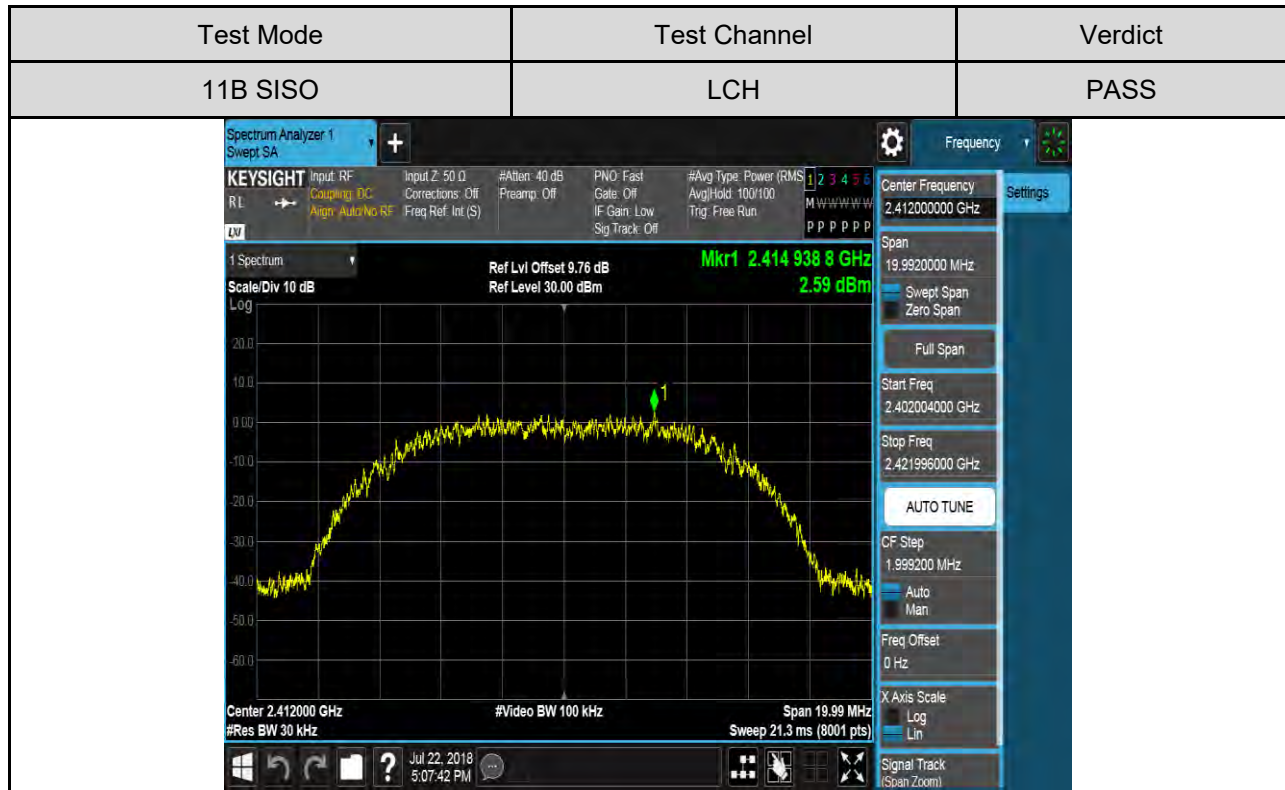 Test Mode Test Channel Verdict
11B SISO LCH PASS
Spectrum Analyzer 1
Swept SA
+
Frequency
KEYSIGHT
RL
LXI
Input: RF
Coupling: DC
Align: Auto/No RF
Input Z: 50 Ω
Corrections: Off
Freq Ref: Int (S)
#Atten: 40 dB
Preamp: Off
PNO: Fast
Gate: Off
IF Gain: Low
Sig Track: Off
#Avg Type: Power (RMS
Avg|Hold: 100/100
Trig: Free Run
1 2 3 4 5 6
M W W W W W
P P P P P P
1 Spectrum
Scale/Div 10 dB
Log
Ref Lvl Offset 9.76 dB
Ref Level 30.00 dBm
Mkr1 2.414 938 8 GHz
2.59 dBm
20.0
10.0
0.00
-10.0
-20.0
-30.0
-40.0
-50.0
-60.0
1
Center 2.412000 GHz
#Res BW 30 kHz
#Video BW 100 kHz
Span 19.99 MHz
Sweep 21.3 ms (8001 pts)
Center Frequency
2.412000000 GHz
Settings
Span
19.9920000 MHz
Swept Span
Zero Span
Full Span
Start Freq
2.402004000 GHz
Stop Freq
2.421996000 GHz
AUTO TUNE
CF Step
1.999200 MHz
Auto
Man
Freq Offset
0 Hz
X Axis Scale
Log
Lin
Signal Track
(Span Zoom)
?
Jul 22, 2018
5:07:42 PM